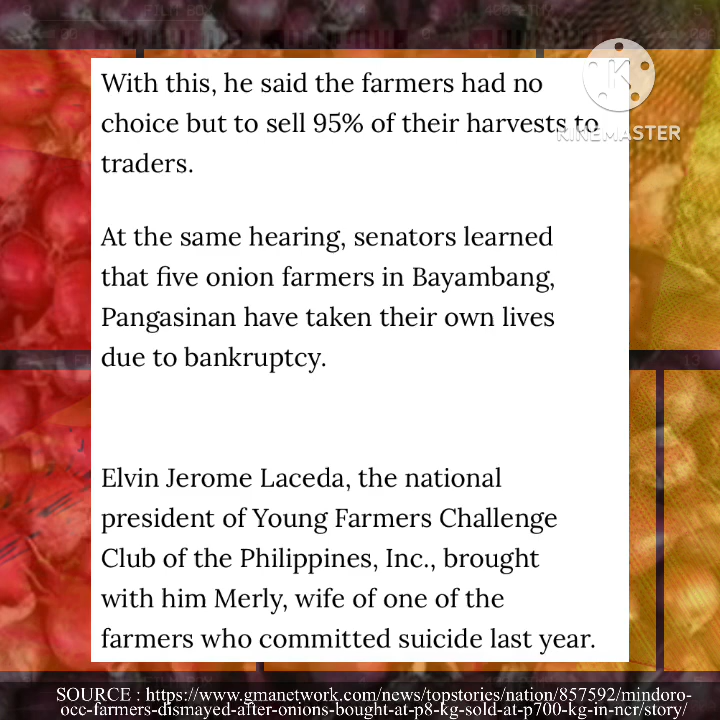 With this, he said the farmers had no
choice but to sell 95% of their harvests to
traders.
At the same hearing, senators learned
that five onion farmers in Bayambang,
Pangasinan have taken their own lives
due to bankruptcy.
Elvin Jerome Laceda, the national
president of Young Farmers Challenge
Club of the Philippines, Inc., brought
with him Merly, wife of one of the
farmers who committed suicide last year.
K
KINEMASTER
SOURCE : https://www.gmanetwork.com/news/topstories/nation/857592/mindoro-
occ-farmers-dismayed-after-onions-bought-at-p8-kg-sold-at-p700-kg-in-ncr/story/